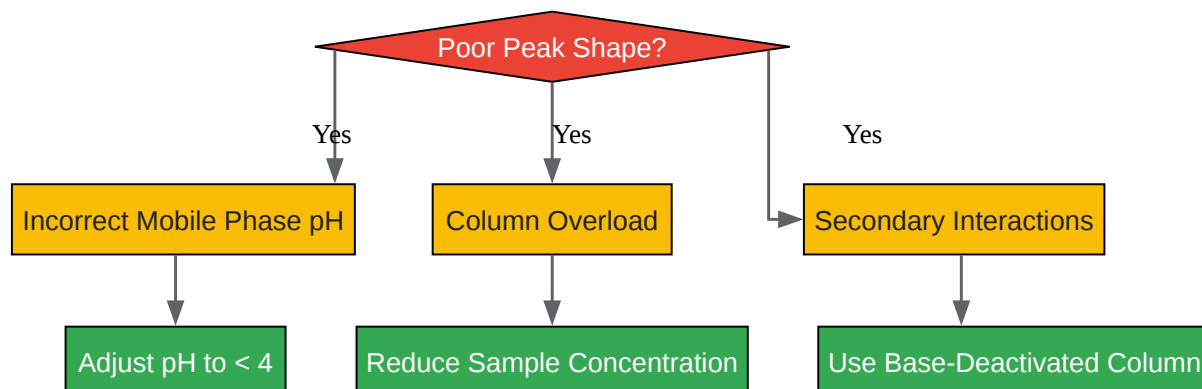 Poor Peak Shape?
Yes
Yes
Yes
Incorrect Mobile Phase pH
Column Overload
Secondary Interactions
Adjust pH to < 4
Reduce Sample Concentration
Use Base-Deactivated Column